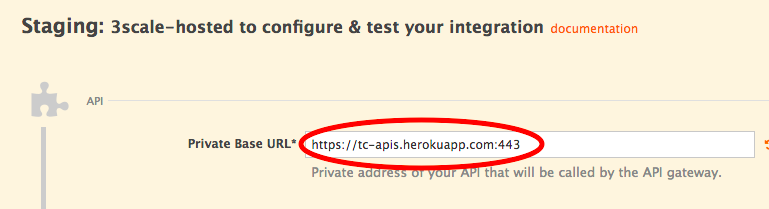 Staging: 3scale-hosted to configure & test your integration documentation
API
Private Base URL* https://tc-apis.herokuapp.com:443
Private address of your API that will be called by the API gateway.